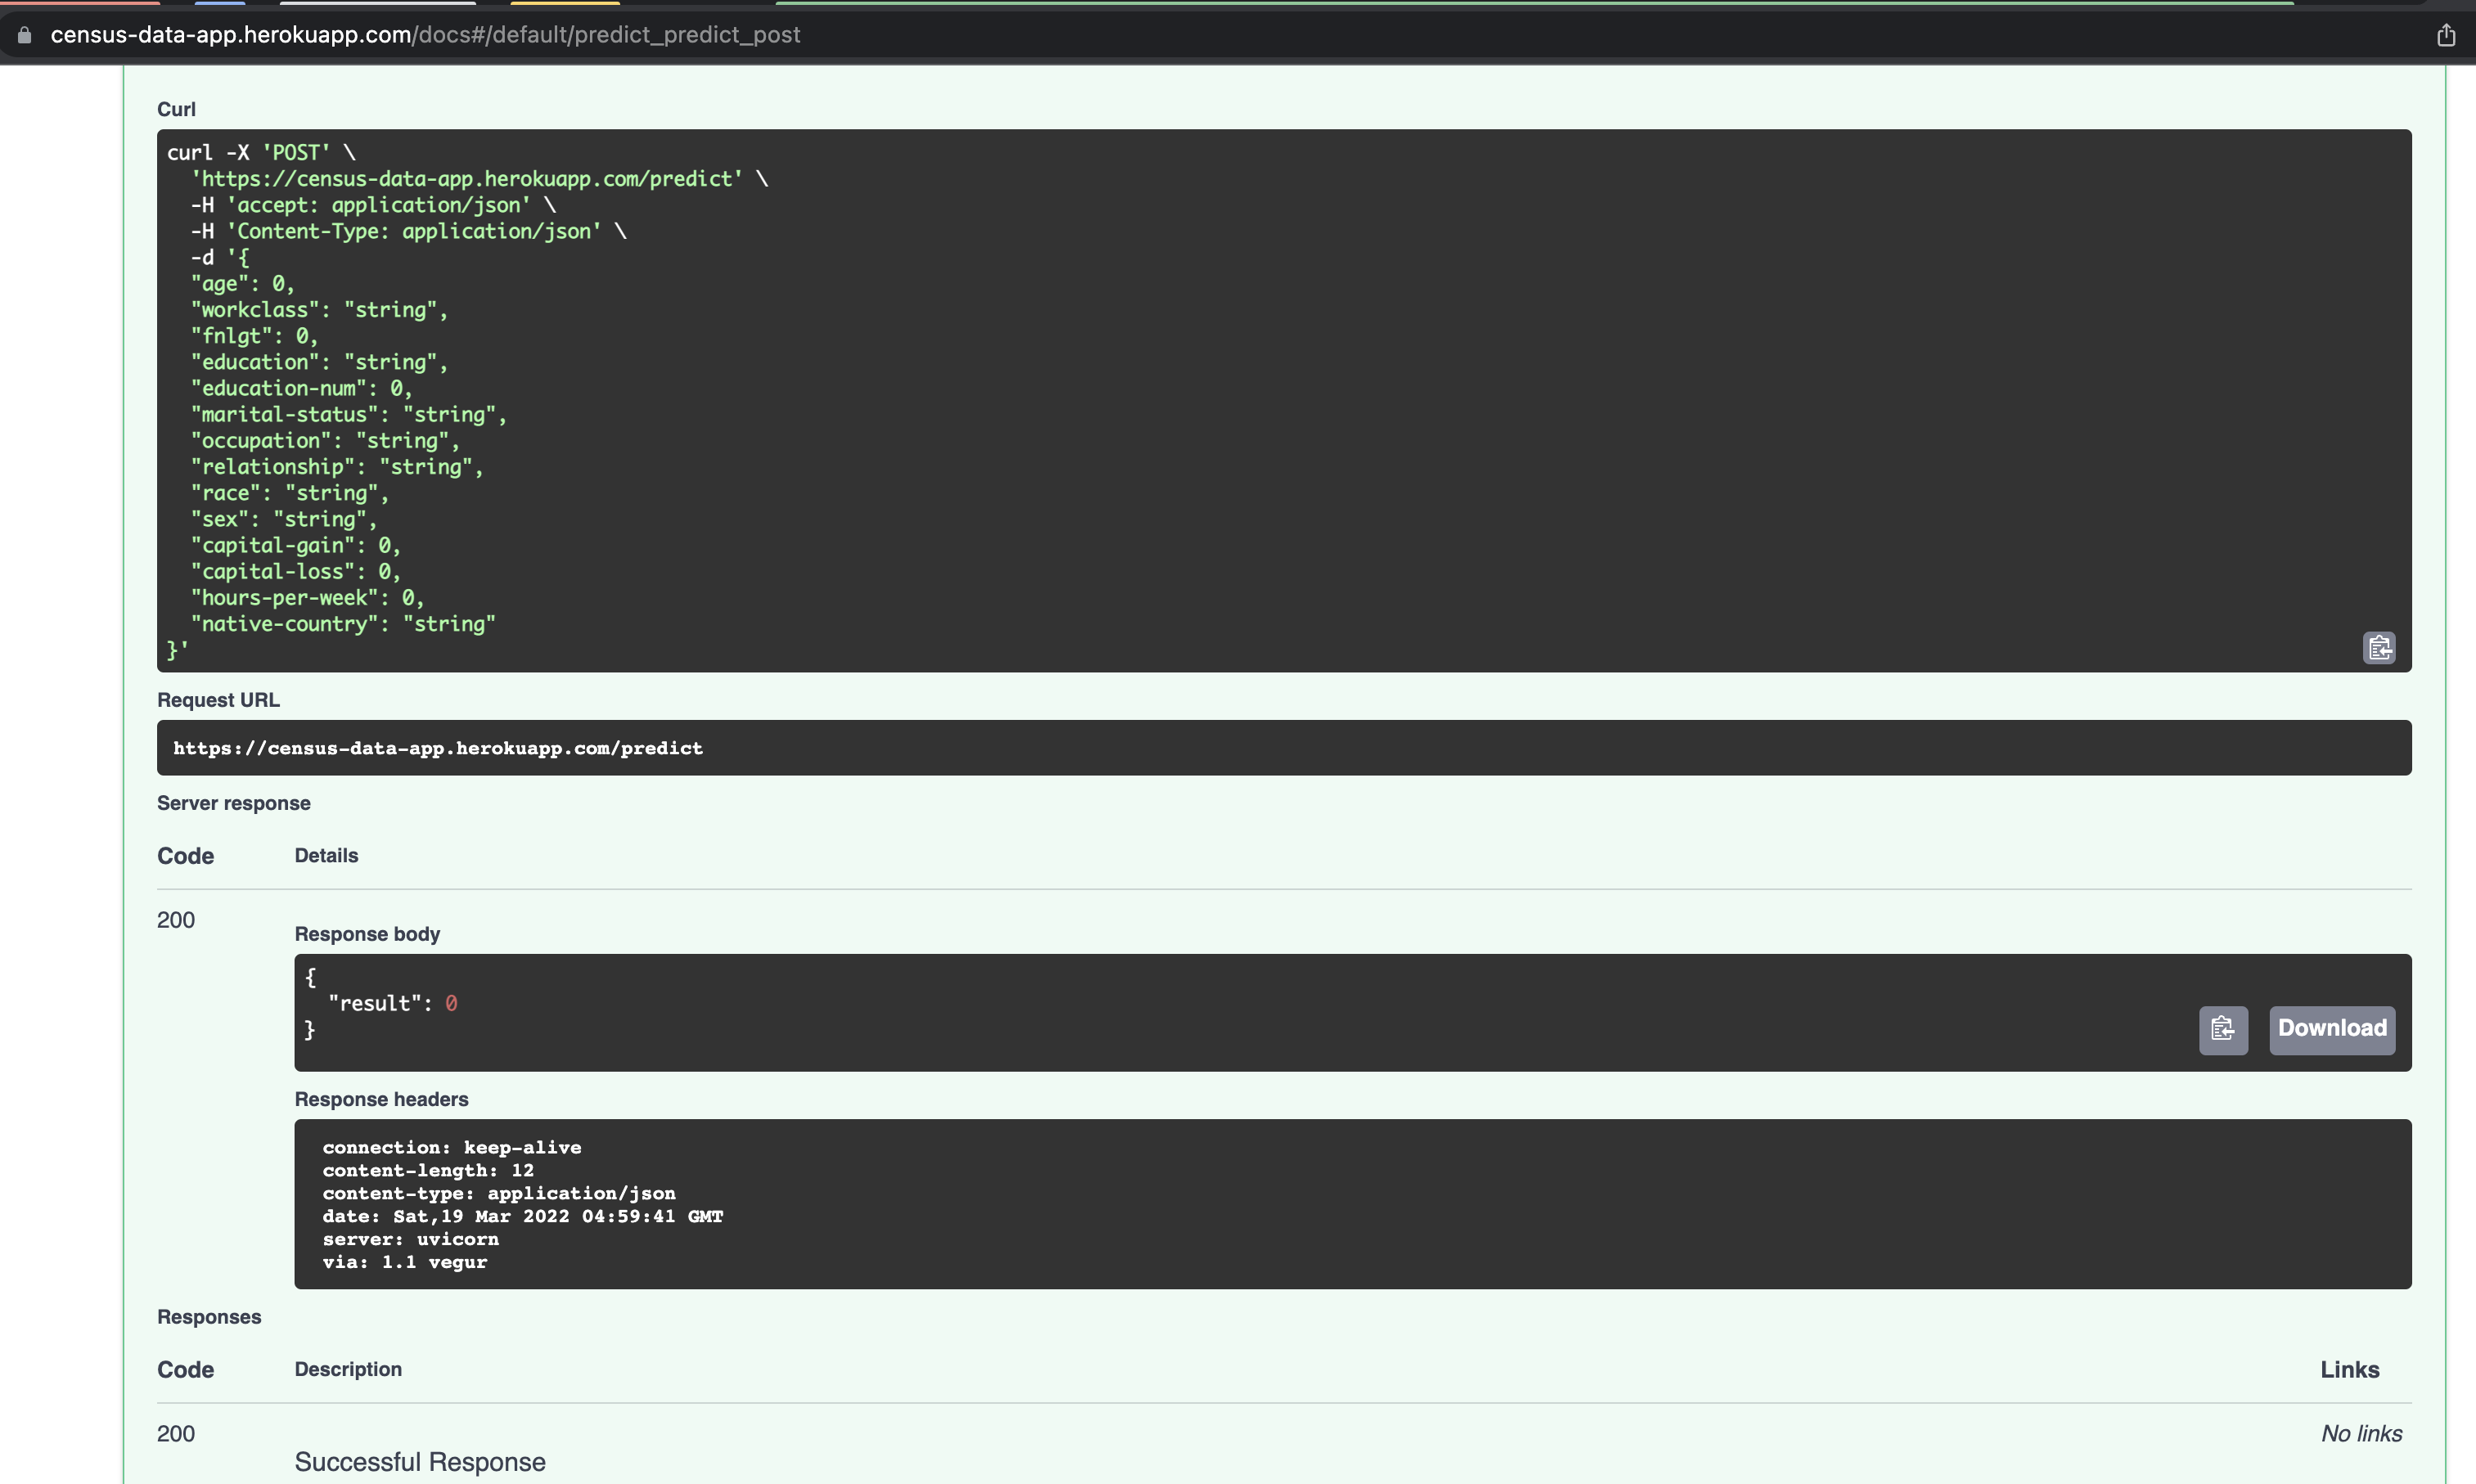 census-data-app.herokuapp.com/docs#/default/predict_predict_post
Curl
curl -X 'POST' \
'https://census-data-app.herokuapp.com/predict' \
-H 'accept: application/json' \
-H 'Content-Type: application/json' \
-d '{
"age": 0,
"workclass": "string",
"fnlgt": 0,
"education": "string",
"education-num": 0,
"marital-status": "string",
"occupation": "string",
"relationship": "string",
"race": "string",
"sex": "string",
"capital-gain": 0,
"capital-loss": 0,
"hours-per-week": 0,
"native-country": "string"
}'
Request URL
https://census-data-app.herokuapp.com/predict
Server response
Code Details
200
Response body
{
"result": 0
}
Download
Response headers
connection: keep-alive
content-length: 12
content-type: application/json
date: Sat,19 Mar 2022 04:59:41 GMT
server: uvicorn
via: 1.1 vegur
Responses
Code Description Links
200 No links
Successful Response